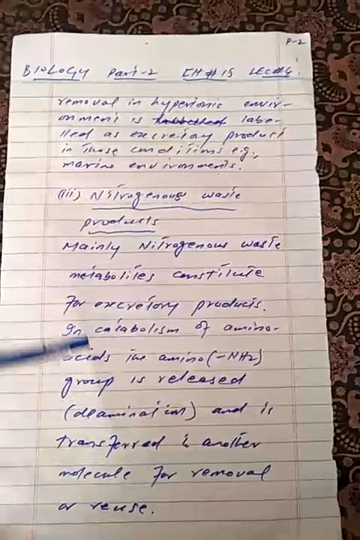 P-2
BIOLOGY Part-2 CH#15 LEC#6.
removal in hypertonic envir-
onment is labe-
lled as excretory product
in those conditions e.g.,
marine environments.
(iii) Nitrogenous waste
products
Mainly Nitrogenous waste
metabolites constitute
For excretory products.
In catabolism of amino-
acids the amino(-NH2)
group is released
(deamination) and is
transferred to another
molecule for removal
or reuse.